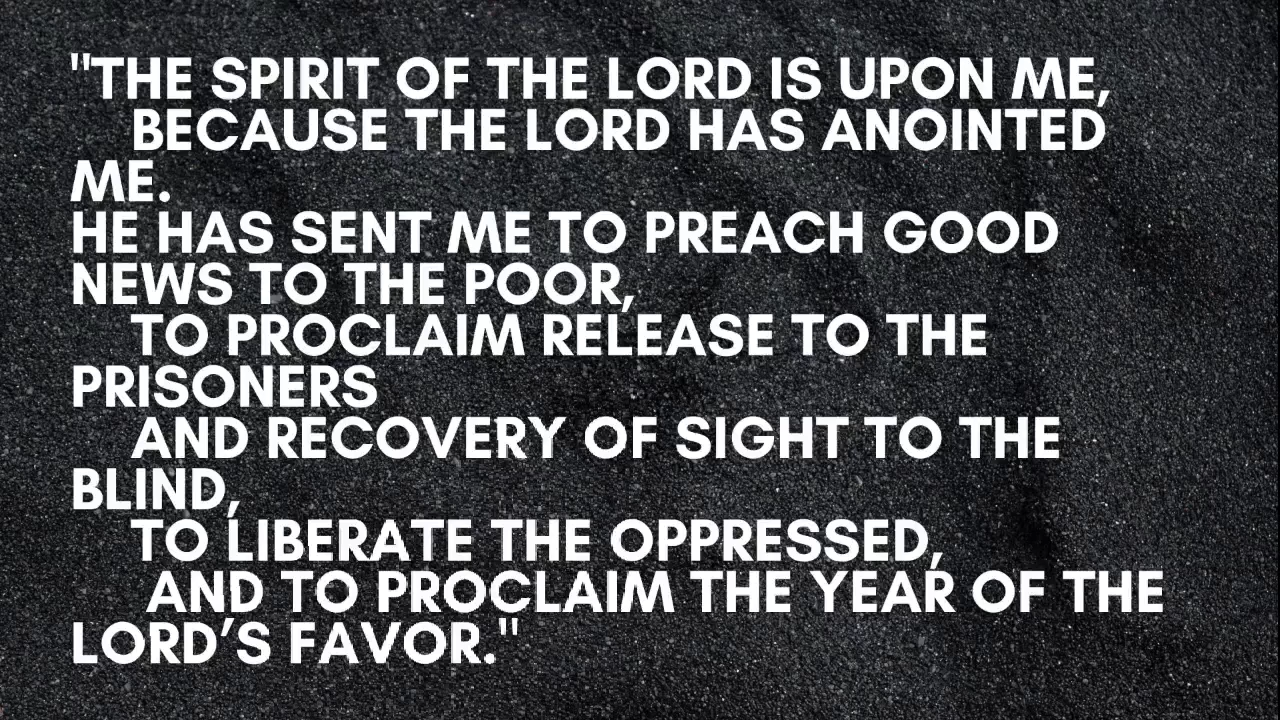 "THE SPIRIT OF THE LORD IS UPON ME,
BECAUSE THE LORD HAS ANOINTED
ME.
HE HAS SENT ME TO PREACH GOOD
NEWS TO THE POOR,
TO PROCLAIM RELEASE TO THE
PRISONERS
AND RECOVERY OF SIGHT TO THE
BLIND,
TO LIBERATE THE OPPRESSED,
AND TO PROCLAIM THE YEAR OF THE
LORD’S FAVOR."